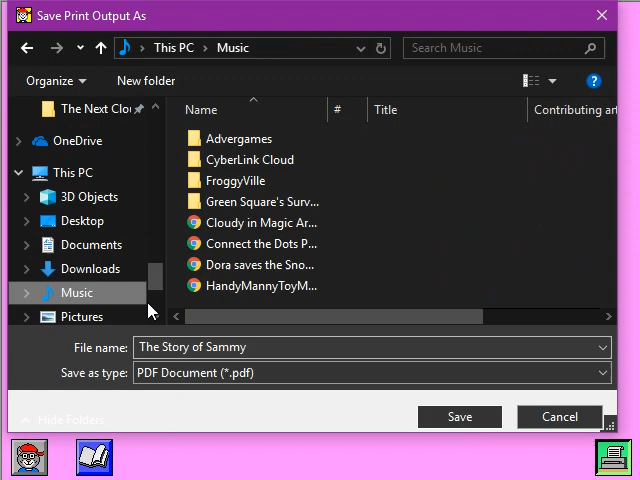 Save Print Output As
This PC > Music
Search Music
Organize
New folder
The Next Clou
OneDrive
This PC
3D Objects
Desktop
Documents
Downloads
Music
Pictures
Name
#
Title
Contributing art
Advergames
CyberLink Cloud
FroggyVille
Green Square's Surv...
Cloudy in Magic Ar...
Connect the Dots P...
Dora saves the Sno...
HandyMannyToyM...
File name: The Story of Sammy
Save as type: PDF Document (*.pdf)
Hide Folders
Save
Cancel